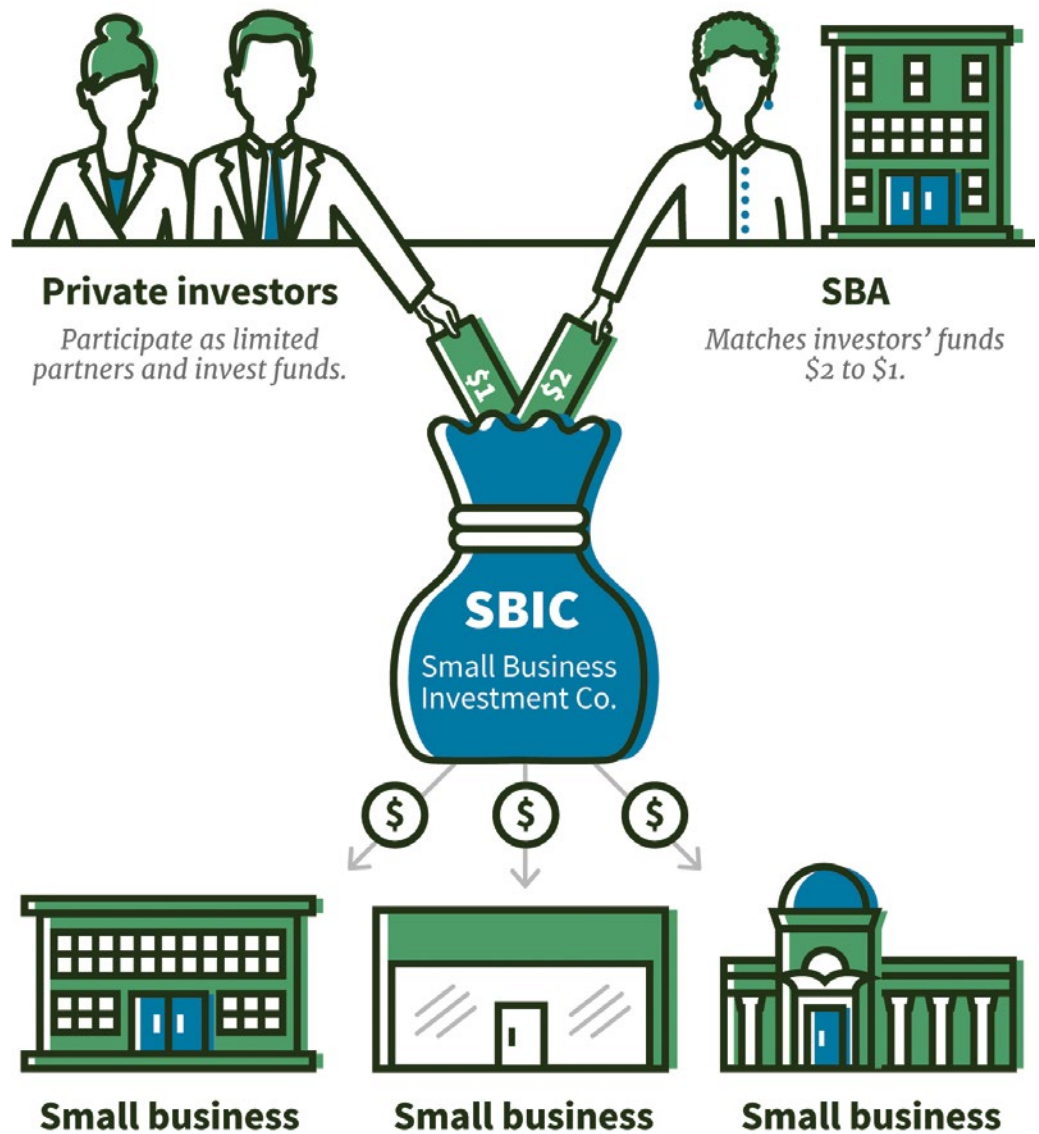 Private investors
Participate as limited
partners and invest funds.
SBA
Matches investors’ funds
$2 to $1.
$1
$2
SBIC
Small Business
Investment Co.
$
$
$
Small business
Small business
Small business